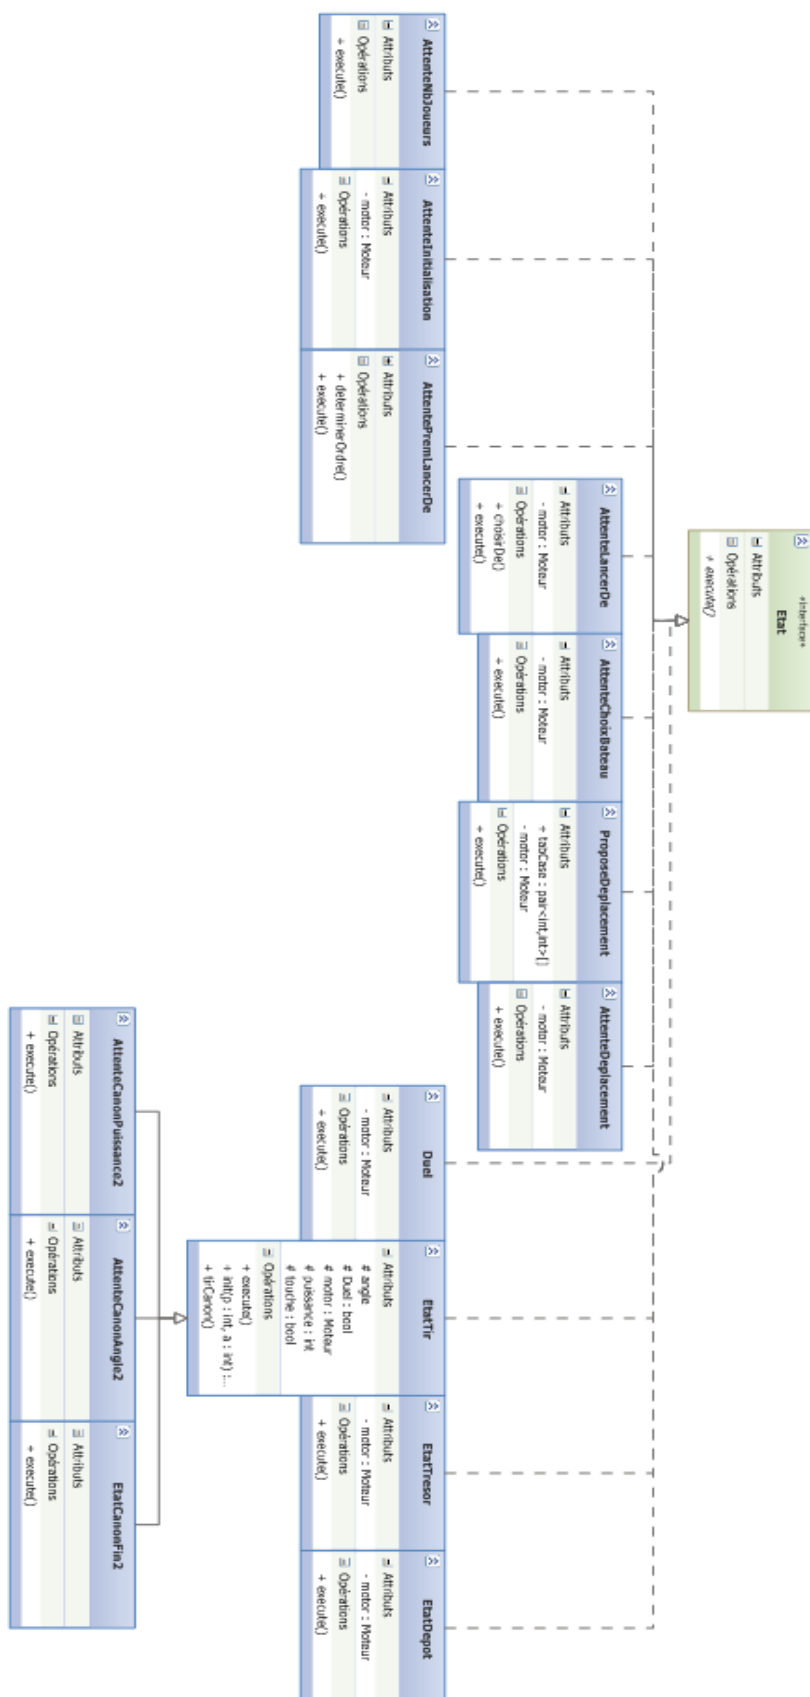 «interface»
Etat
Attributs
Opérations
+ execute()
AttenteNbJoueurs
Attributs
Opérations
+ execute()
AttenteInitialisation
Attributs
- motor : Moteur
Opérations
+ execute()
AttentePremLancerDe
Attributs
Opérations
+ determinerOrdre()
+ execute()
AttenteLancerDe
Attributs
- motor : Moteur
Opérations
+ choisirDe()
+ execute()
AttenteChoixBateau
Attributs
- motor : Moteur
Opérations
+ execute()
ProposeDeplacement
Attributs
+ tabCase : pair<int,int>[]
- motor : Moteur
Opérations
+ execute()
AttenteDeplacement
Attributs
- motor : Moteur
Opérations
+ execute()
Duel
Attributs
- motor : Moteur
Opérations
+ execute()
EtatTir
Attributs
# angle
# Duel : bool
# motor : Moteur
# puissance : int
# touche : bool
Opérations
+ execute()
+ init(p : int, a : int) :...
+ tirCanon()
EtatTresor
Attributs
- motor : Moteur
Opérations
+ execute()
EtatDepot
Attributs
- motor : Moteur
Opérations
+ execute()
AttenteCanonPuissance2
Attributs
Opérations
+ execute()
AttenteCanonAngle2
Attributs
Opérations
+ execute()
EtatCanonFin2
Attributs
Opérations
+ execute()